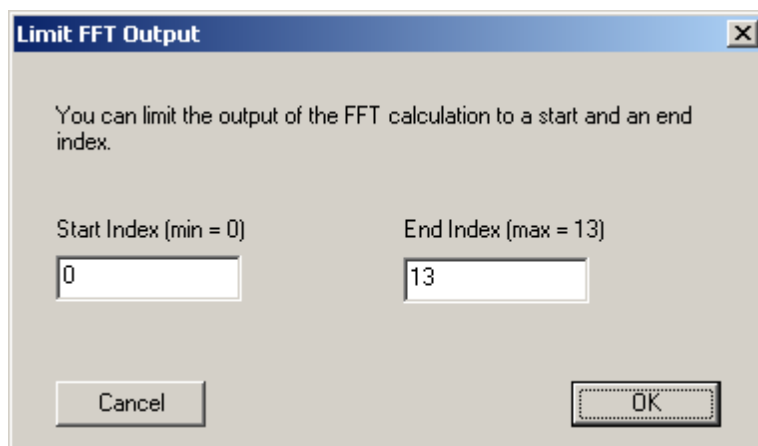 Limit FFT Output
You can limit the output of the FFT calculation to a start and an end
index.
Start Index (min = 0)
End Index (max = 13)
0
13
Cancel
OK